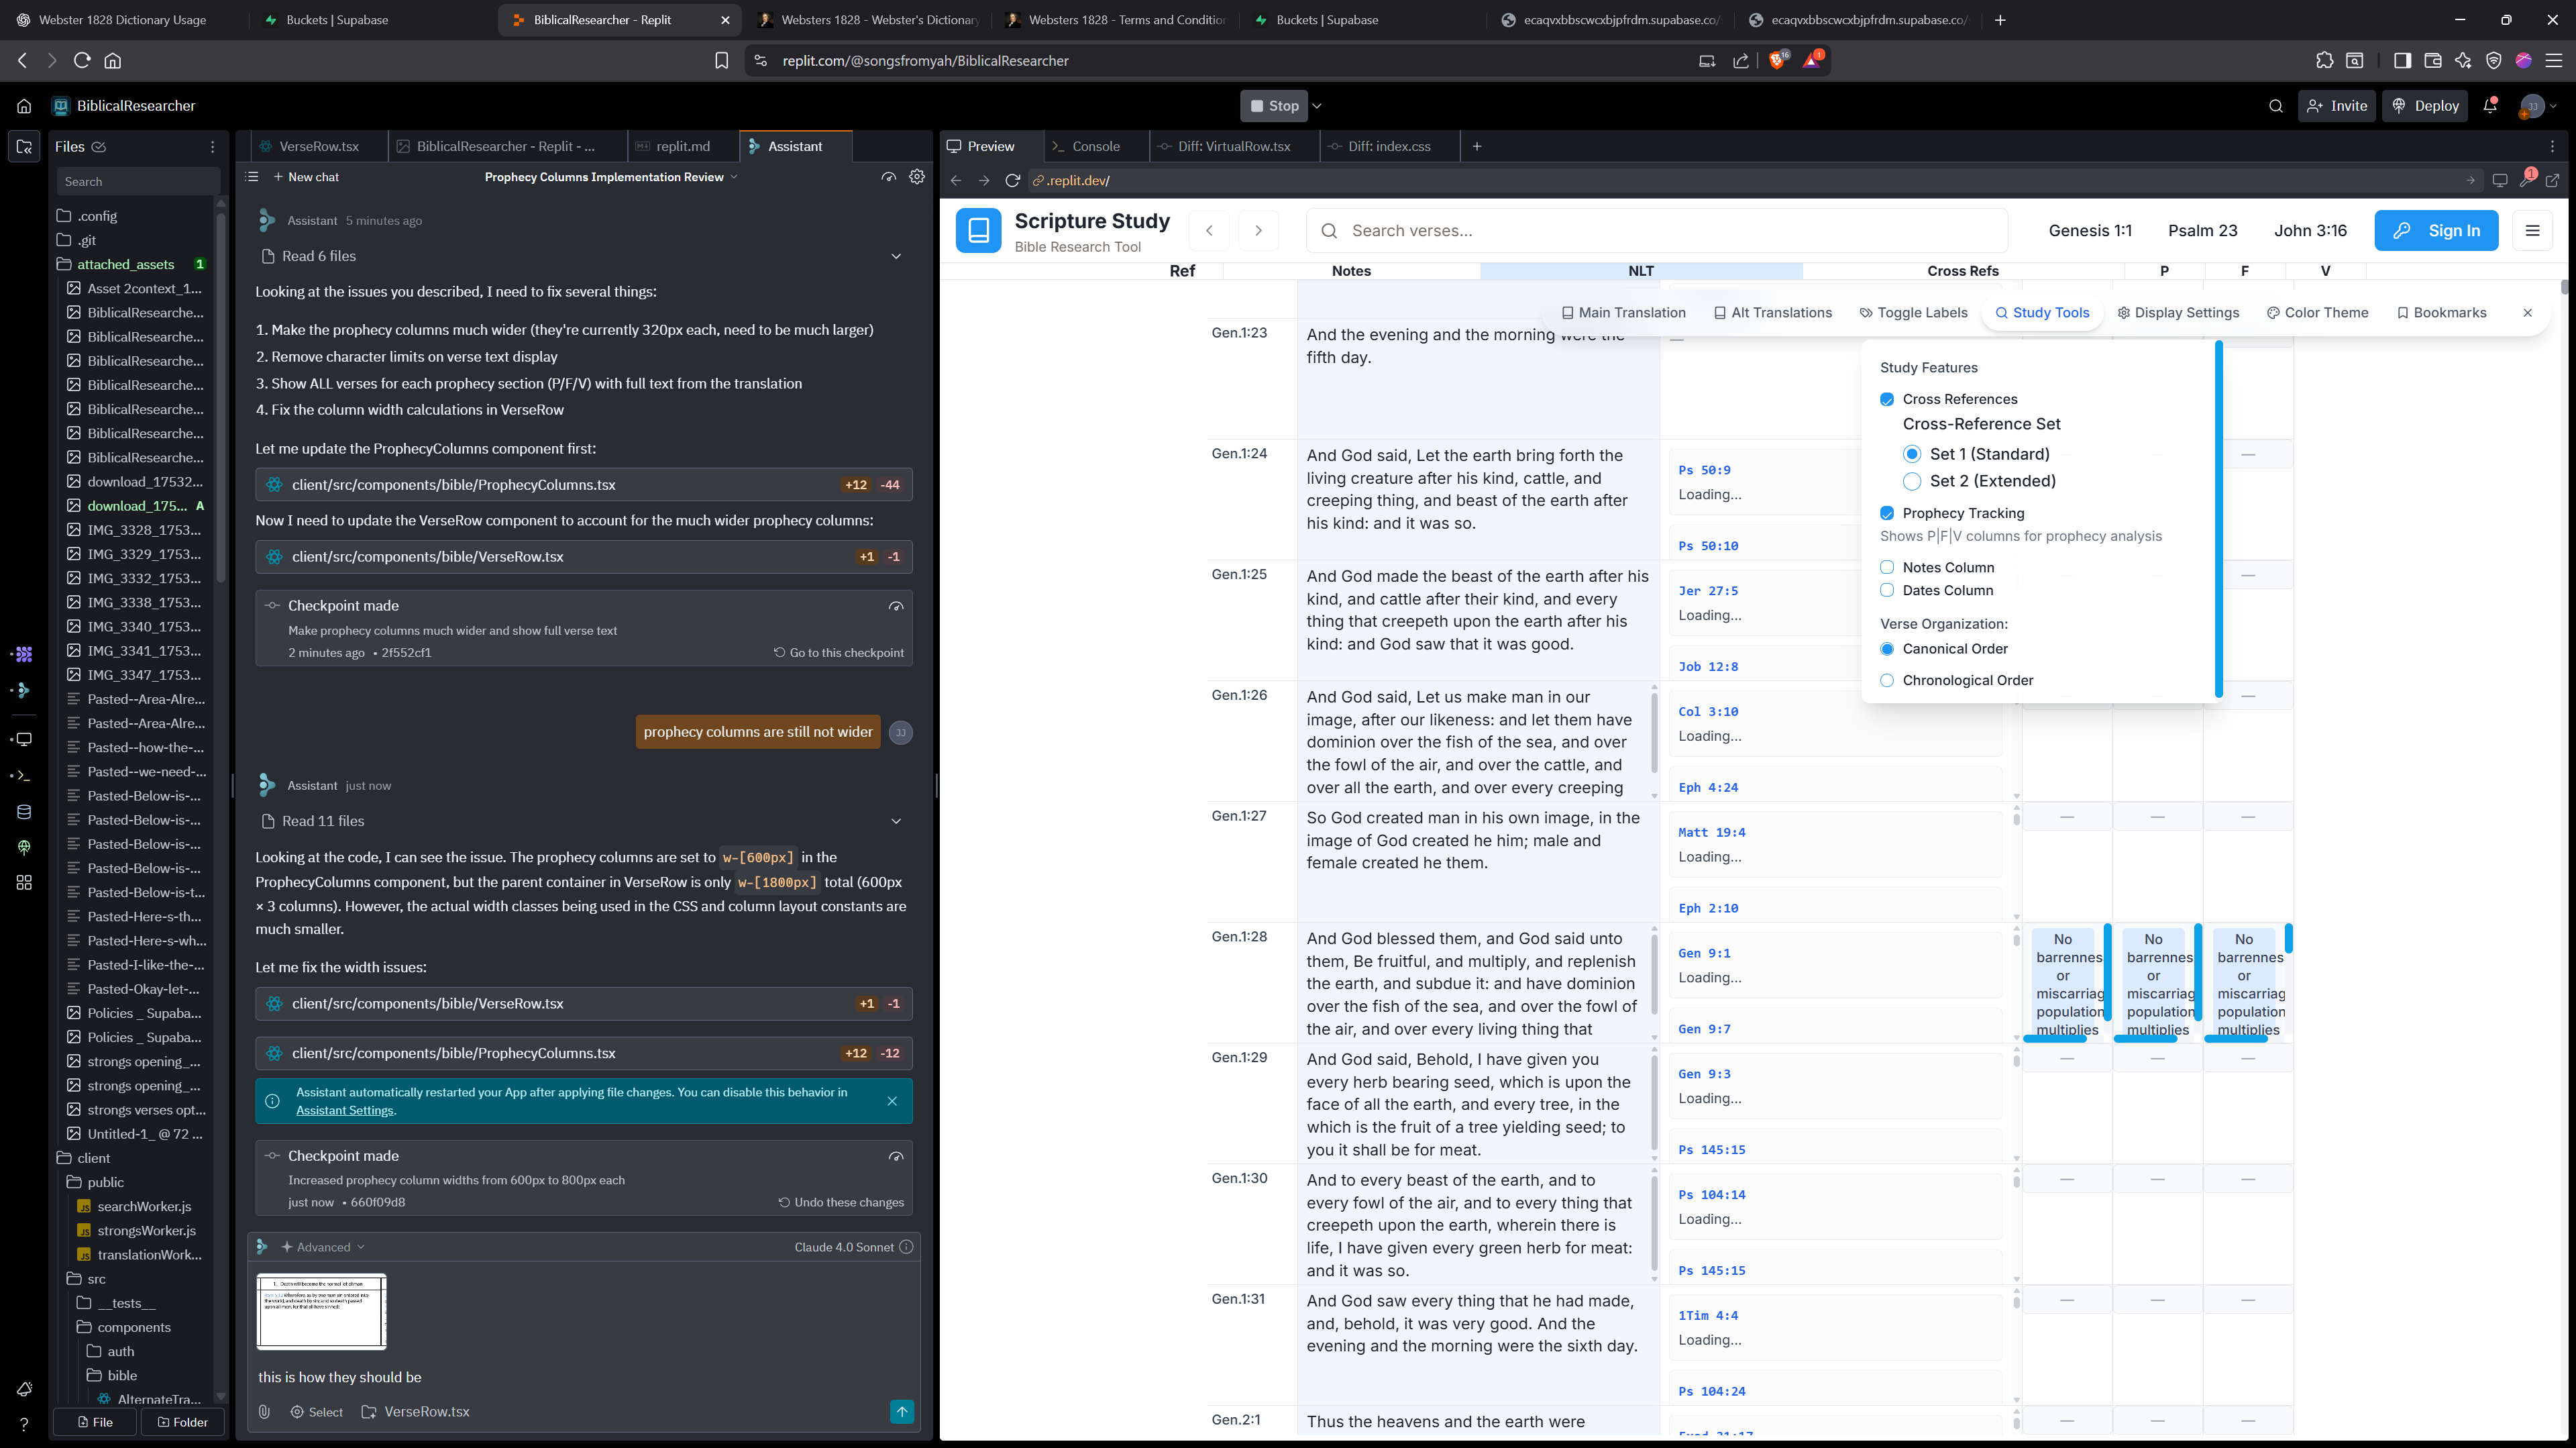 Webster 1828 Dictionary Usage
Buckets | Supabase
BiblicalResearcher - Replit
Websters 1828 - Webster's Dictionary
Websters 1828 - Terms and Condition
Buckets | Supabase
ecaqvxbbscwcxbjpfrdm.supabase.co/
ecaqvxbbscwcxbjpfrdm.supabase.co/
replit.com/@songsfromyah/BiblicalResearcher
16
1
BiblicalResearcher
Stop
Invite
Deploy
JJ
Files
Search
.config
.git
attached_assets 1
Asset 2context_1...
BiblicalResearche...
BiblicalResearche...
BiblicalResearche...
BiblicalResearche...
BiblicalResearche...
BiblicalResearche...
BiblicalResearche...
download_17532...
download_175... A
IMG_3328_1753...
IMG_3329_1753...
IMG_3332_1753...
IMG_3338_1753...
IMG_3340_1753...
IMG_3341_1753...
IMG_3347_1753...
Pasted--Area-Alre...
Pasted--Area-Alre...
Pasted--how-the-...
Pasted--we-need-...
Pasted-Below-is-...
Pasted-Below-is-...
Pasted-Below-is-...
Pasted-Below-is-...
Pasted-Below-is-t...
Pasted-Here-s-th...
Pasted-Here-s-wh...
Pasted-I-like-the-...
Pasted-Okay-let-...
Policies _ Supaba...
Policies _ Supaba...
strongs opening_...
strongs opening_...
strongs verses opt...
Untitled-1_ @ 72 ...
client
public
searchWorker.js
strongsWorker.js
translationWork...
src
__tests__
components
auth
bible
AlternateTra...
File
Folder
VerseRow.tsx
BiblicalResearcher - Replit - ...
replit.md
Assistant
New chat
Prophecy Columns Implementation Review
Assistant 5 minutes ago
Read 6 files
Looking at the issues you described, I need to fix several things:
1. Make the prophecy columns much wider (they're currently 320px each, need to be much larger)
2. Remove character limits on verse text display
3. Show ALL verses for each prophecy section (P/F/V) with full text from the translation
4. Fix the column width calculations in VerseRow
Let me update the ProphecyColumns component first:
client/src/components/bible/ProphecyColumns.tsx +12 -44
Now I need to update the VerseRow component to account for the much wider prophecy columns:
client/src/components/bible/VerseRow.tsx +1 -1
Checkpoint made
Make prophecy columns much wider and show full verse text
2 minutes ago • 2f552cf1
Go to this checkpoint
prophecy columns are still not wider
JJ
Assistant just now
Read 11 files
Looking at the code, I can see the issue. The prophecy columns are set to w-[600px] in the
ProphecyColumns component, but the parent container in VerseRow is only w-[1800px] total (600px
× 3 columns). However, the actual width classes being used in the CSS and column layout constants are
much smaller.
Let me fix the width issues:
client/src/components/bible/VerseRow.tsx +1 -1
client/src/components/bible/ProphecyColumns.tsx +12 -12
Assistant automatically restarted your App after applying file changes. You can disable this behavior in
Assistant Settings.
Checkpoint made
Increased prophecy column widths from 600px to 800px each
just now • 660f09d8
Undo these changes
Advanced
Claude 4.0 Sonnet
this is how they should be
Select
VerseRow.tsx
Preview
Console
Diff: VirtualRow.tsx
Diff: index.css
.replit.dev/
1
Scripture Study
Bible Research Tool
Search verses...
Genesis 1:1
Psalm 23
John 3:16
Sign In
Ref
Notes
NLT
Cross Refs
P
F
V
Main Translation
Alt Translations
Toggle Labels
Study Tools
Display Settings
Color Theme
Bookmarks
Study Features
Cross References
Cross-Reference Set
Set 1 (Standard)
Set 2 (Extended)
Prophecy Tracking
Shows P|F|V columns for prophecy analysis
Notes Column
Dates Column
Verse Organization:
Canonical Order
Chronological Order
Gen.1:23
And the evening and the morning were the
fifth day.
—
Gen.1:24
And God said, Let the earth bring forth the
living creature after his kind, cattle, and
creeping thing, and beast of the earth after
his kind: and it was so.
Ps 50:9
Loading...
Ps 50:10
—
Gen.1:25
And God made the beast of the earth after his
kind, and cattle after their kind, and every
thing that creepeth upon the earth after his
kind: and God saw that it was good.
Jer 27:5
Loading...
Job 12:8
—
Gen.1:26
And God said, Let us make man in our
image, after our likeness: and let them have
dominion over the fish of the sea, and over
the fowl of the air, and over the cattle, and
over all the earth, and over every creeping
Col 3:10
Loading...
Eph 4:24
—
Gen.1:27
So God created man in his own image, in the
image of God created he him; male and
female created he them.
Matt 19:4
Loading...
Eph 2:10
— — —
Gen.1:28
And God blessed them, and God said unto
them, Be fruitful, and multiply, and replenish
the earth, and subdue it: and have dominion
over the fish of the sea, and over the fowl of
the air, and over every living thing that
Gen 9:1
Loading...
Gen 9:7
No
barrennes
or
miscarriag
population
multiplies
No
barrennes
or
miscarriag
population
multiplies
No
barrennes
or
miscarriag
population
multiplies
Gen.1:29
And God said, Behold, I have given you
every herb bearing seed, which is upon the
face of all the earth, and every tree, in the
which is the fruit of a tree yielding seed; to
you it shall be for meat.
Gen 9:3
Loading...
Ps 145:15
— — —
Gen.1:30
And to every beast of the earth, and to
every fowl of the air, and to every thing that
creepeth upon the earth, wherein there is
life, I have given every green herb for meat:
and it was so.
Ps 104:14
Loading...
Ps 145:15
— — —
Gen.1:31
And God saw every thing that he had made,
and, behold, it was very good. And the
evening and the morning were the sixth day.
1Tim 4:4
Loading...
Ps 104:24
— — —
Gen.2:1
Thus the heavens and the earth were
— — —